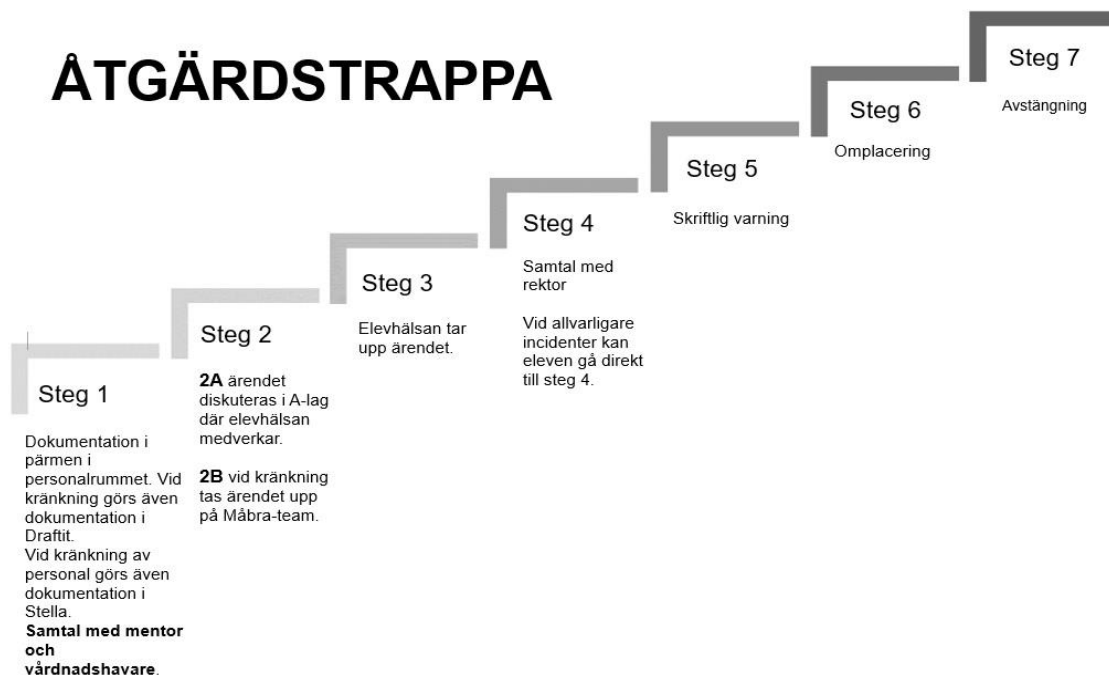 ÅTGÄRDSTRAPPA
Steg 1
Dokumentation i
pärmen i
personalrummet. Vid
kränkning görs även
dokumentation i
Draftit.
Vid kränkning av
personal görs även
dokumentation i
Stella.
Samtal med mentor
och
vårdnadshavare.
Steg 2
2A ärendet
diskuteras i A-lag
där elevhälsan
medverkar.
2B vid kränkning
tas ärendet upp
på Måbra-team.
Steg 3
Elevhälsan tar
upp ärendet.
Steg 4
Samtal med
rektor
Vid allvarligare
incidenter kan
eleven gå direkt
till steg 4.
Steg 5
Skriftlig varning
Steg 6
Omplacering
Steg 7
Avstängning